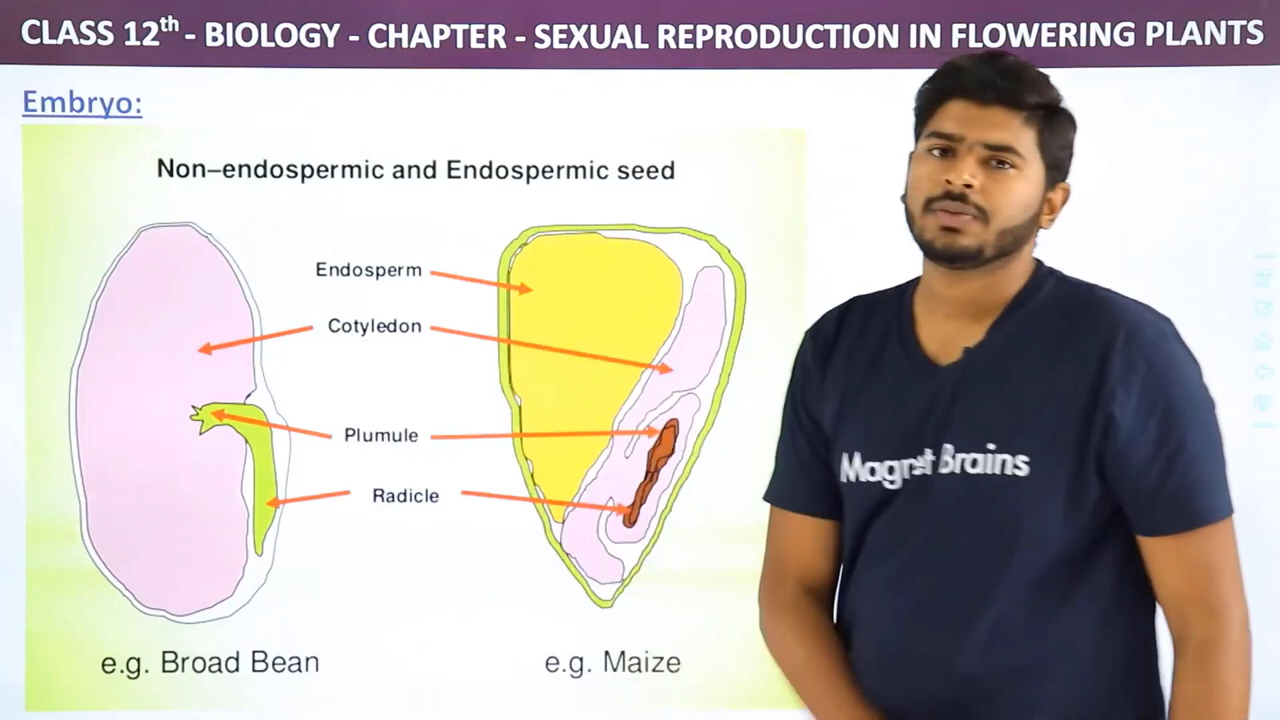 CLASS 12th - BIOLOGY - CHAPTER - SEXUAL REPRODUCTION IN FLOWERING PLANTS
Embryo:
Non–endospermic and Endospermic seed
Endosperm
Cotyledon
Plumule
Radicle
e.g. Broad Bean
e.g. Maize
Magnet Brains